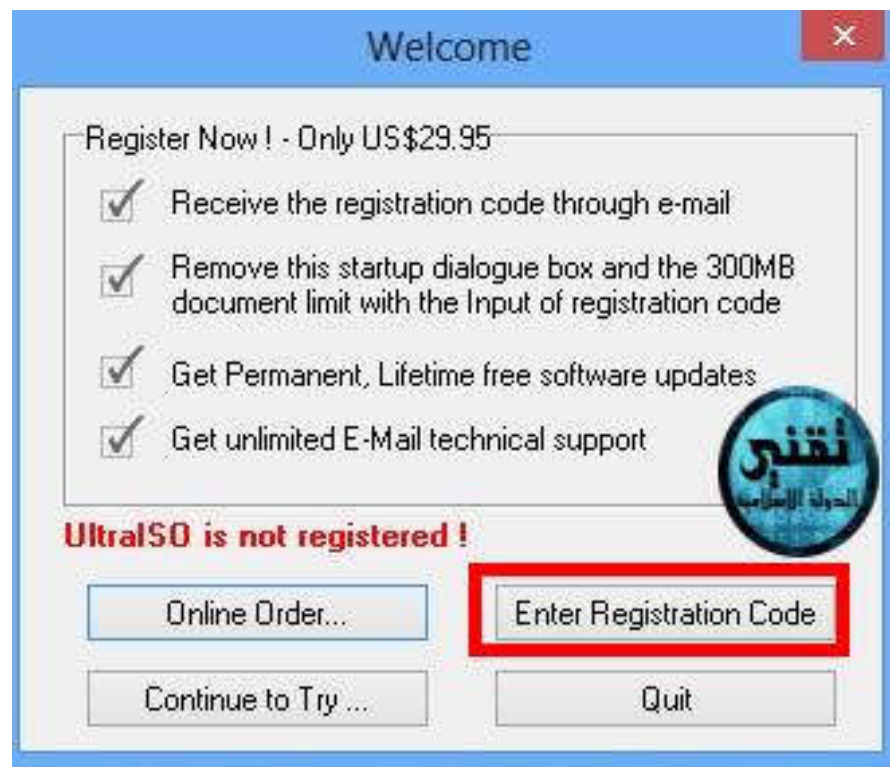 Welcome
Register Now ! - Only US$29.95
Receive the registration code through e-mail
Remove this startup dialogue box and the 300MB
document limit with the Input of registration code
Get Permanent, Lifetime free software updates
Get unlimited E-Mail technical support
تقني
الدولة الإسلامية
UltraISO is not registered !
Online Order...
Enter Registration Code
Continue to Try ...
Quit